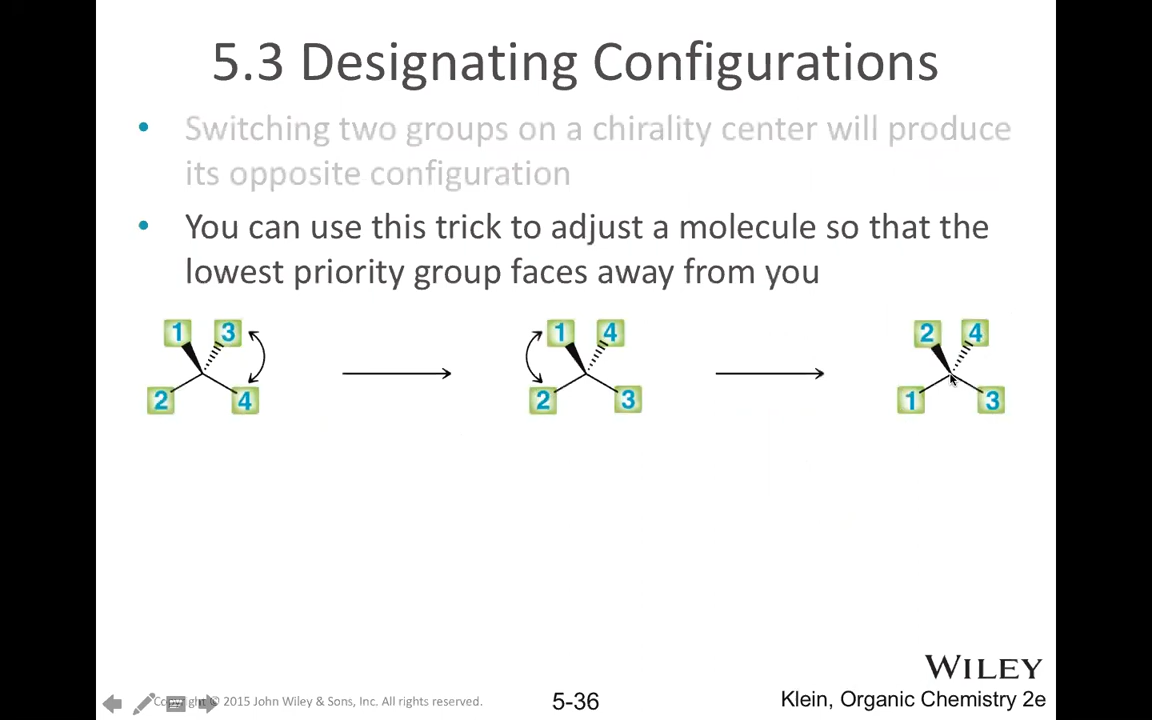 5.3 Designating Configurations
• Switching two groups on a chirality center will produce
its opposite configuration
• You can use this trick to adjust a molecule so that the
lowest priority group faces away from you
1 3
2 4
1 4
2 3
2 4
1 3
WILEY
Copyright © 2015 John Wiley & Sons, Inc. All rights reserved.
5-36
Klein, Organic Chemistry 2e